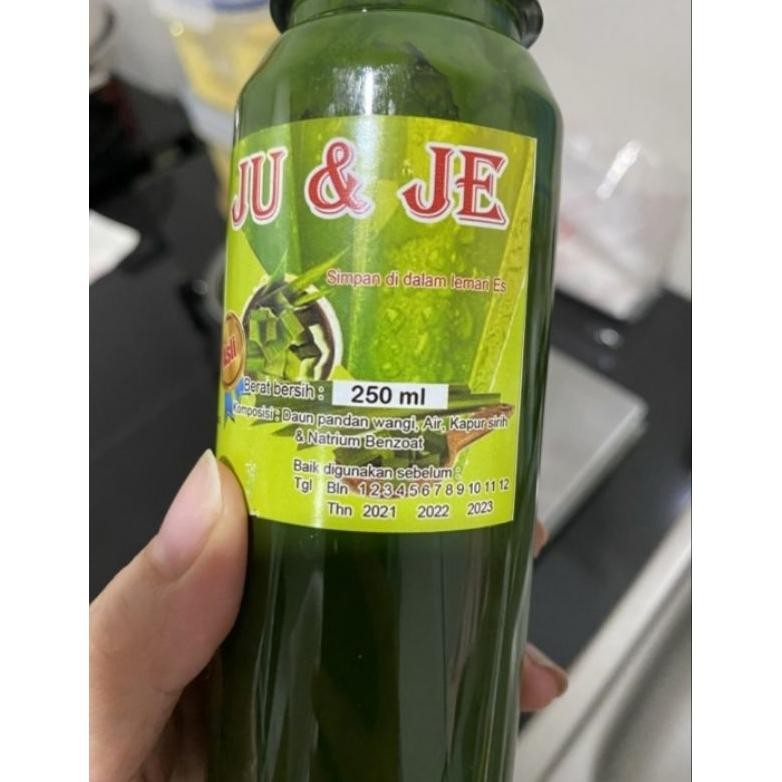 JU & JE
Simpan di dalam lemari Es
Asli
Berat bersih : 250 ml
Komposisi : Daun pandan wangi, Air, Kapur sirih
& Natrium Benzoat
Baik digunakan sebelum :
Tgl Bln 1 2 3 4 5 6 7 8 9 10 11 12
Thn 2021 2022 2023